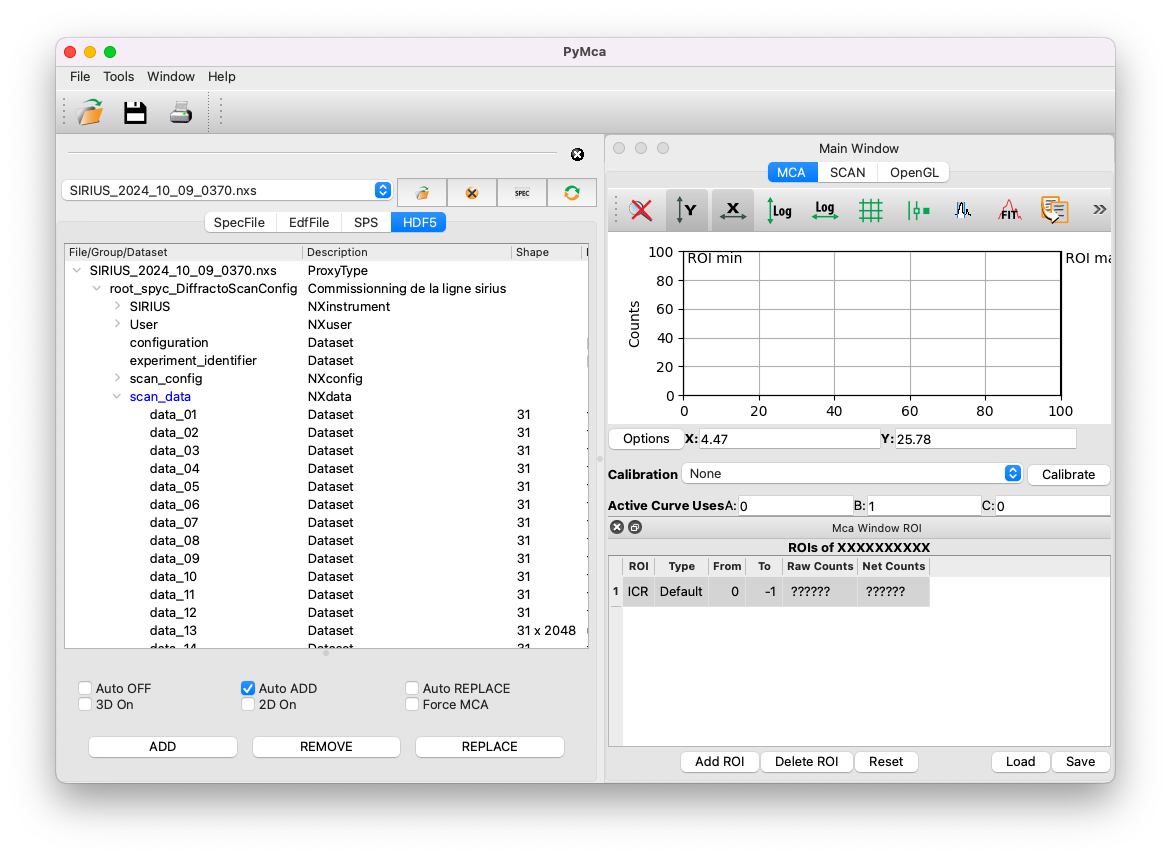 PyMca
File Tools Window Help
SIRIUS_2024_10_09_0370.nxs
SPEC
SpecFile EdfFile SPS HDF5
File/Group/Dataset Description Shape
SIRIUS_2024_10_09_0370.nxs ProxyType
root_spyc_DiffractoScanConfig Commissionning de la ligne sirius
SIRIUS NXinstrument
User NXuser
configuration Dataset
experiment_identifier Dataset
scan_config NXconfig
scan_data NXdata
data_01 Dataset 31
data_02 Dataset 31
data_03 Dataset 31
data_04 Dataset 31
data_05 Dataset 31
data_06 Dataset 31
data_07 Dataset 31
data_08 Dataset 31
data_09 Dataset 31
data_10 Dataset 31
data_11 Dataset 31
data_12 Dataset 31
data_13 Dataset 31 x 2048
data_14 Dataset 31
Auto OFF Auto ADD Auto REPLACE
3D On 2D On Force MCA
ADD REMOVE REPLACE
Main Window
MCA SCAN OpenGL
Y X Log Log FIT
ROI min ROI ma
100
80
60
40
20
0
Counts
0 20 40 60 80 100
Options X: 4.47 Y: 25.78
Calibration None Calibrate
Active Curve Uses A: 0 B: 1 C: 0
Mca Window ROI
ROIs of XXXXXXXXXX
ROI Type From To Raw Counts Net Counts
1 ICR Default 0 -1 ?????? ??????
Add ROI Delete ROI Reset Load Save